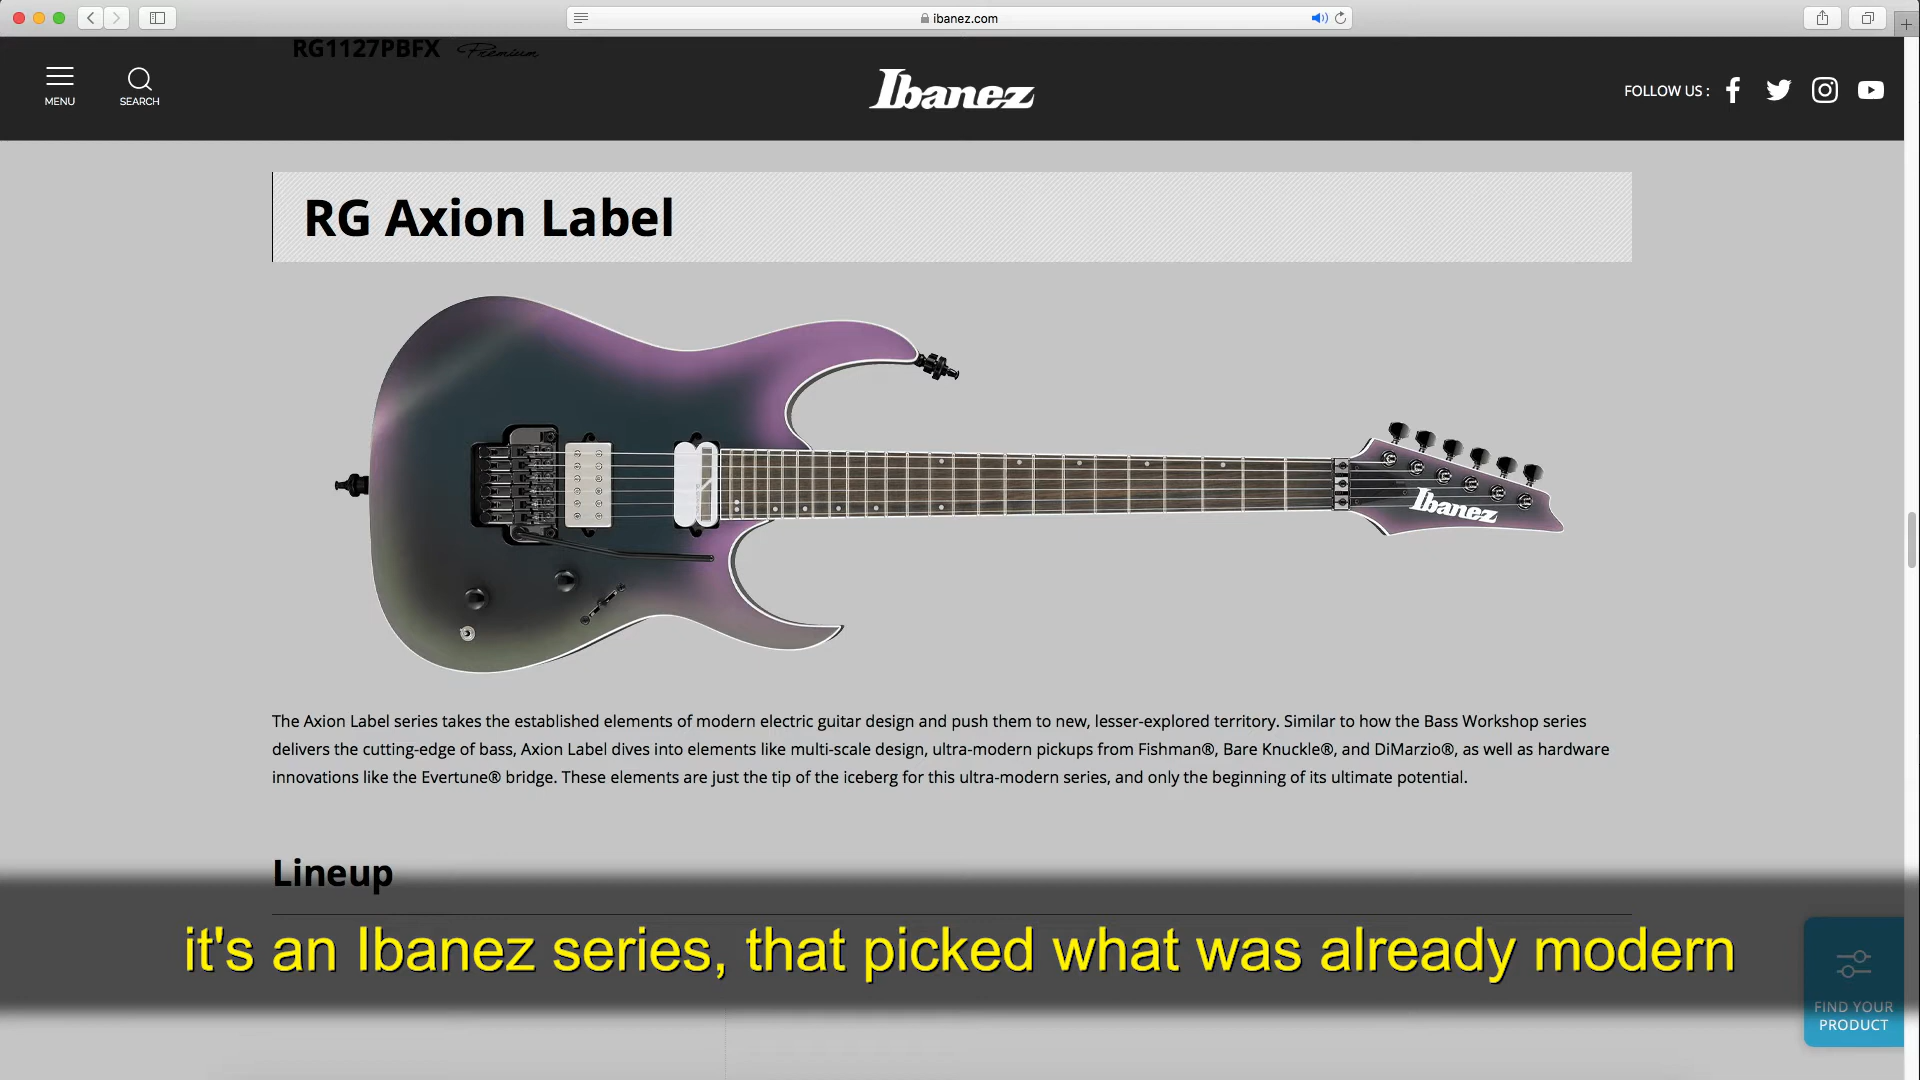 ibanez.com
RG1127PBFX Premium
MENU
SEARCH
Ibanez
FOLLOW US :
RG Axion Label
Ibanez
The Axion Label series takes the established elements of modern electric guitar design and push them to new, lesser-explored territory. Similar to how the Bass Workshop series
delivers the cutting-edge of bass, Axion Label dives into elements like multi-scale design, ultra-modern pickups from Fishman®, Bare Knuckle®, and DiMarzio®, as well as hardware
innovations like the Evertune® bridge. These elements are just the tip of the iceberg for this ultra-modern series, and only the beginning of its ultimate potential.
Lineup
it's an Ibanez series, that picked what was already modern
FIND YOUR
PRODUCT